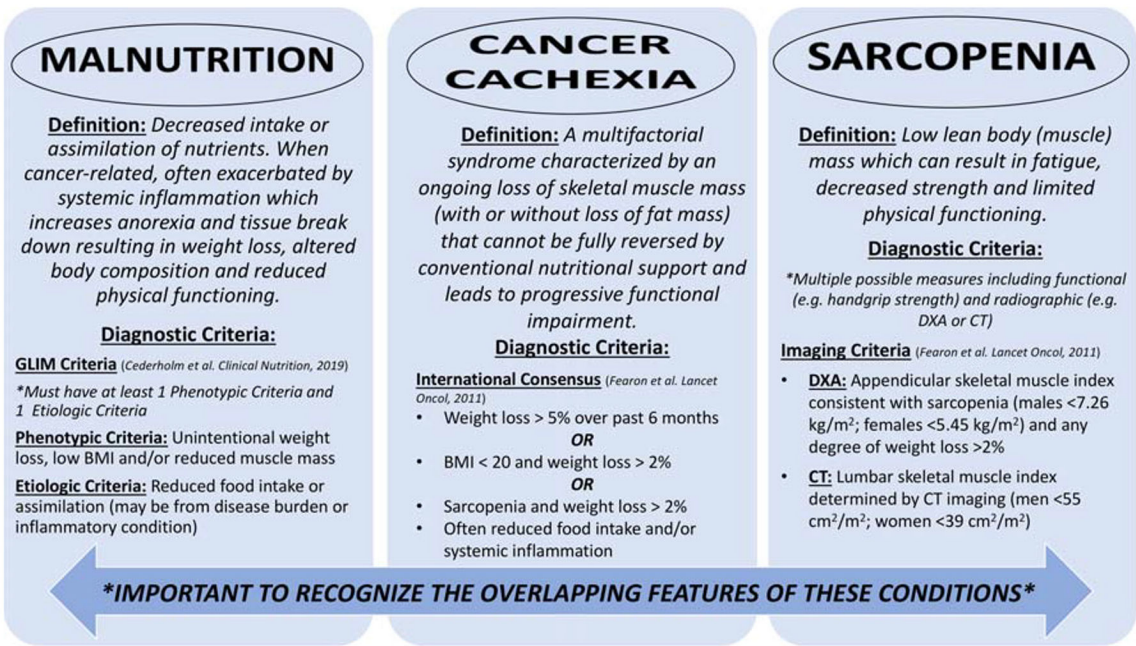 MALNUTRITION
Definition: Decreased intake or
assimilation of nutrients. When
cancer-related, often exacerbated by
systemic inflammation which
increases anorexia and tissue break
down resulting in weight loss, altered
body composition and reduced
physical functioning.
Diagnostic Criteria:
GLIM Criteria (Cederholm et al. Clinical Nutrition, 2019)
*Must have at least 1 Phenotypic Criteria and
1 Etiologic Criteria
Phenotypic Criteria: Unintentional weight
loss, low BMI and/or reduced muscle mass
Etiologic Criteria: Reduced food intake or
assimilation (may be from disease burden or
inflammatory condition)
CANCER
CACHEXIA
Definition: A multifactorial
syndrome characterized by an
ongoing loss of skeletal muscle mass
(with or without loss of fat mass)
that cannot be fully reversed by
conventional nutritional support and
leads to progressive functional
impairment.
Diagnostic Criteria:
International Consensus (Fearon et al. Lancet
Oncol, 2011)
• Weight loss > 5% over past 6 months
OR
• BMI < 20 and weight loss > 2%
OR
• Sarcopenia and weight loss > 2%
• Often reduced food intake and/or
systemic inflammation
SARCOPENIA
Definition: Low lean body (muscle)
mass which can result in fatigue,
decreased strength and limited
physical functioning.
Diagnostic Criteria:
*Multiple possible measures including functional
(e.g. handgrip strength) and radiographic (e.g.
DXA or CT)
Imaging Criteria (Fearon et al. Lancet Oncol, 2011)
• DXA: Appendicular skeletal muscle index
consistent with sarcopenia (males <7.26
kg/m²; females <5.45 kg/m²) and any
degree of weight loss >2%
• CT: Lumbar skeletal muscle index
determined by CT imaging (men <55
cm²/m²; women <39 cm²/m²)
*IMPORTANT TO RECOGNIZE THE OVERLAPPING FEATURES OF THESE CONDITIONS*